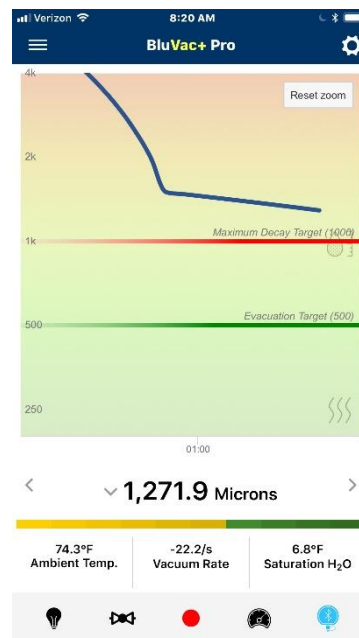 Verizon 8:20 AM
BluVac+ Pro
4k
Reset zoom
2k
Maximum Decay Target (1000)
1k
Evacuation Target (500)
500
250
01:00
1,271.9 Microns
74.3°F -22.2/s 6.8°F
Ambient Temp. Vacuum Rate Saturation H₂O